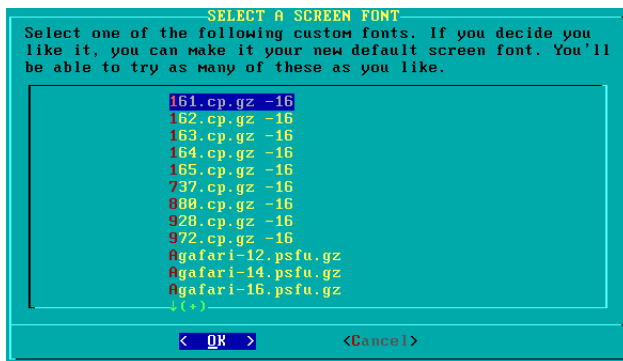 SELECT A SCREEN FONT
Select one of the following custom fonts. If you decide you
like it, you can make it your new default screen font. You'll
be able to try as many of these as you like.
161.cp.gz -16
162.cp.gz -16
163.cp.gz -16
164.cp.gz -16
165.cp.gz -16
737.cp.gz -16
880.cp.gz -16
928.cp.gz -16
972.cp.gz -16
Agafari-12.psfu.gz
Agafari-14.psfu.gz
Agafari-16.psfu.gz
↓(+)
< OK > <Cancel>